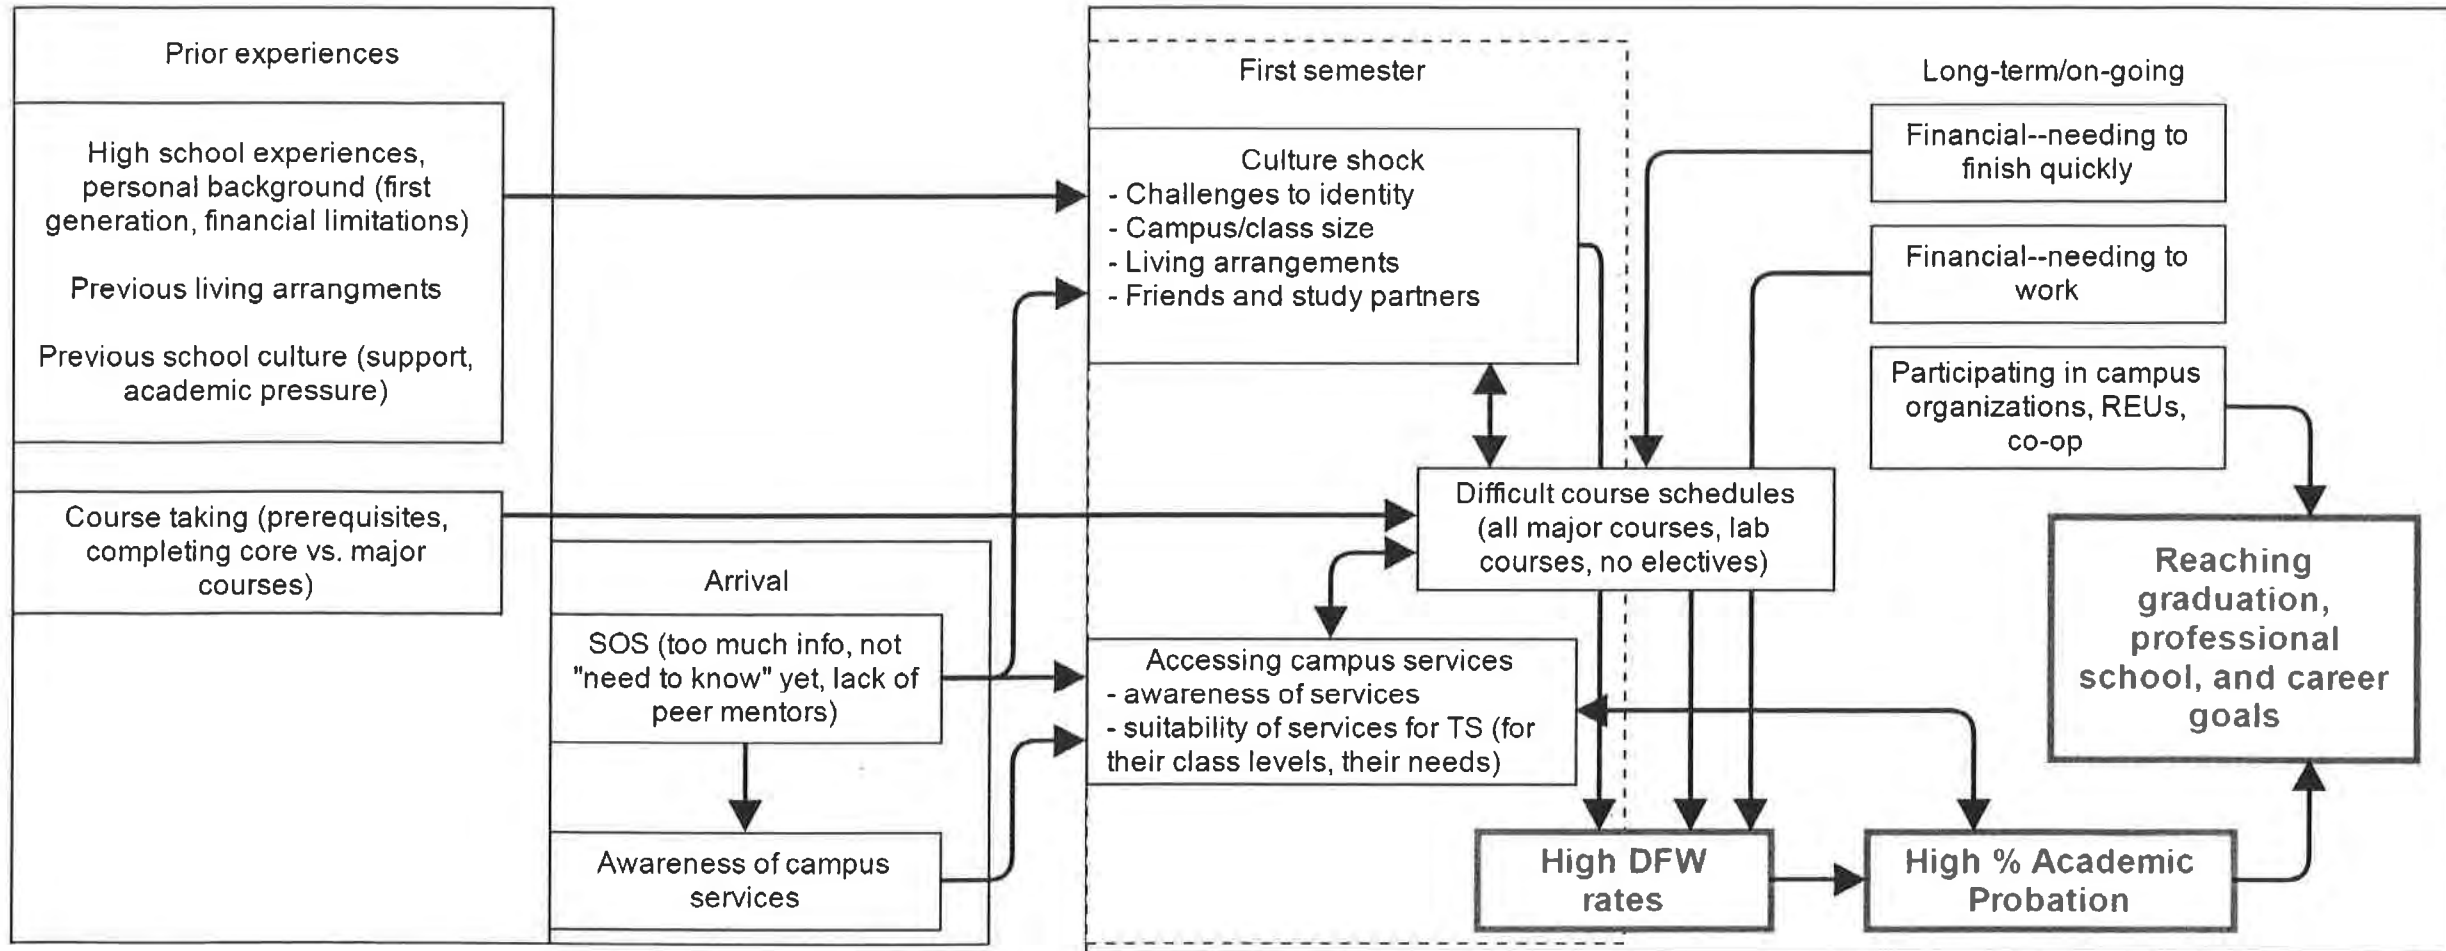 Prior experiences
High school experiences,
personal background (first
generation, financial limitations)
Previous living arrangments
Previous school culture (support,
academic pressure)
Course taking (prerequisites,
completing core vs. major
courses)
Arrival
SOS (too much info, not
"need to know" yet, lack of
peer mentors)
Awareness of campus
services
First semester
Culture shock
- Challenges to identity
- Campus/class size
- Living arrangements
- Friends and study partners
Difficult course schedules
(all major courses, lab
courses, no electives)
Accessing campus services
- awareness of services
- suitability of services for TS (for
their class levels, their needs)
High DFW
rates
Long-term/on-going
Financial--needing to
finish quickly
Financial--needing to
work
Participating in campus
organizations, REUs,
co-op
Reaching
graduation,
professional
school, and career
goals
High % Academic
Probation